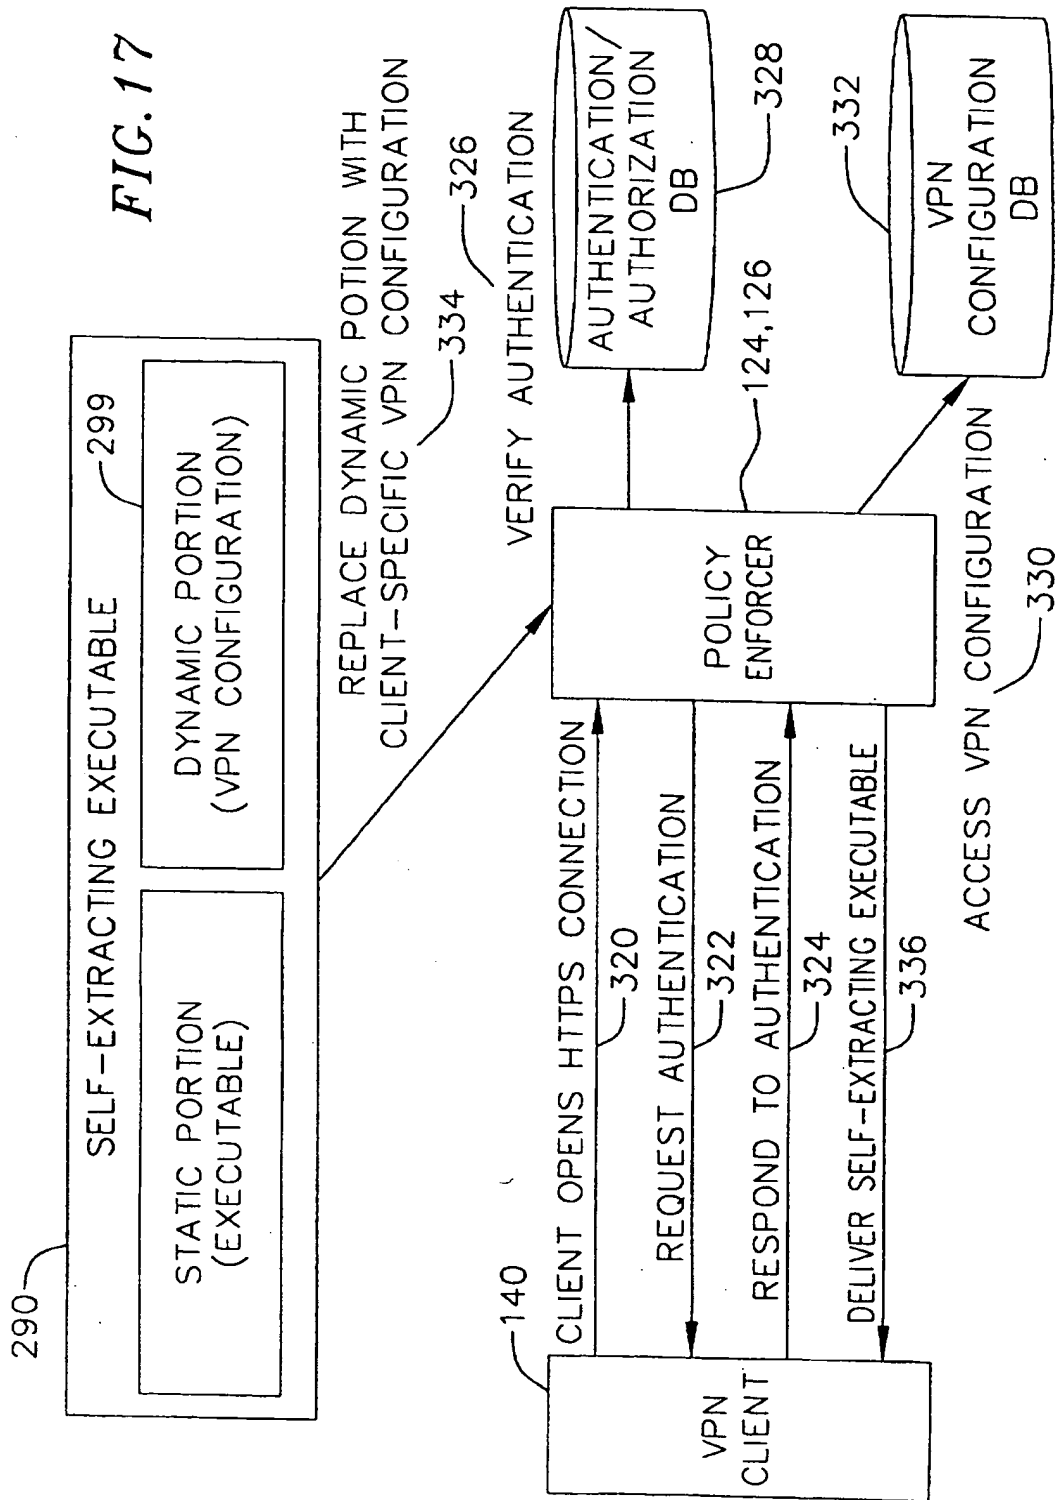 FIG.17
290
SELF-EXTRACTING EXECUTABLE
STATIC PORTION
(EXECUTABLE)
299
DYNAMIC PORTION
(VPN CONFIGURATION)
REPLACE DYNAMIC POTION WITH
CLIENT-SPECIFIC VPN CONFIGURATION
334
326
VERIFY AUTHENTICATION
140
VPN
CLIENT
CLIENT OPENS HTTPS CONNECTION
320
REQUEST AUTHENTICATION
322
RESPOND TO AUTHENTICATION
324
DELIVER SELF-EXTRACTING EXECUTABLE
336
POLICY
ENFORCER
124,126
AUTHENTICATION/
AUTHORIZATION
DB
328
ACCESS VPN CONFIGURATION
330
332
VPN
CONFIGURATION
DB